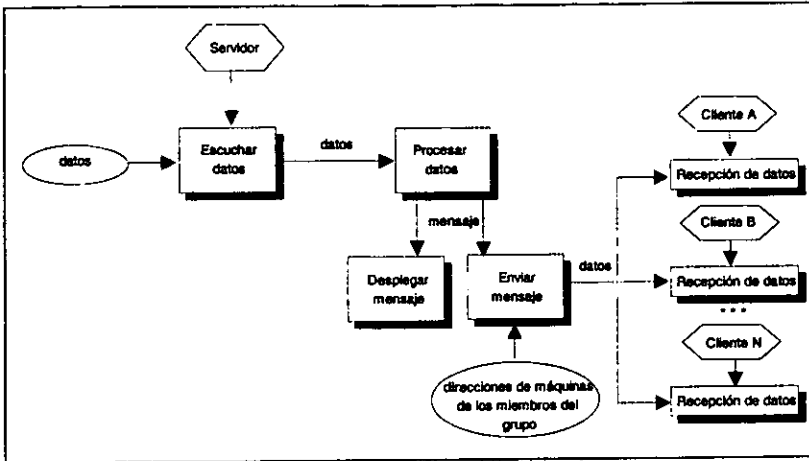 Servidor
datos
Escuchar
datos
datos
Procesar
datos
mensaje
Desplegar
mensaje
Enviar
mensaje
datos
direcciones de máquinas
de los miembros del
grupo
Cliente A
Recepción de datos
Cliente B
Recepción de datos
...
Cliente N
Recepción de datos